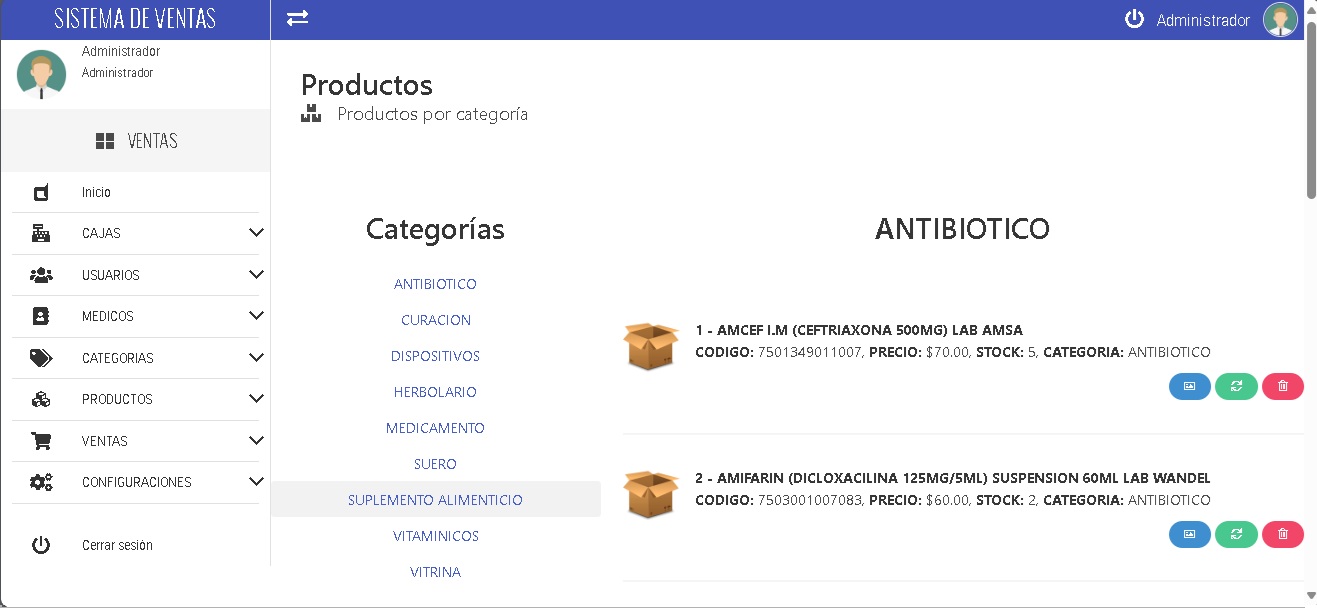 SISTEMA DE VENTAS
Administrador
Administrador
Administrador
VENTAS
Inicio
CAJAS
USUARIOS
MEDICOS
CATEGORIAS
PRODUCTOS
VENTAS
CONFIGURACIONES
Cerrar sesión
Productos
Productos por categoría
Categorías
ANTIBIOTICO
CURACION
DISPOSITIVOS
HERBOLARIO
MEDICAMENTO
SUERO
SUPLEMENTO ALIMENTICIO
VITAMINICOS
VITRINA
ANTIBIOTICO
1 - AMCEF I.M (CEFTRIAXONA 500MG) LAB AMSA
CODIGO: 7501349011007, PRECIO: $70.00, STOCK: 5, CATEGORIA: ANTIBIOTICO
2 - AMIFARIN (DICLOXACILINA 125MG/5ML) SUSPENSION 60ML LAB WANDEL
CODIGO: 7503001007083, PRECIO: $60.00, STOCK: 2, CATEGORIA: ANTIBIOTICO